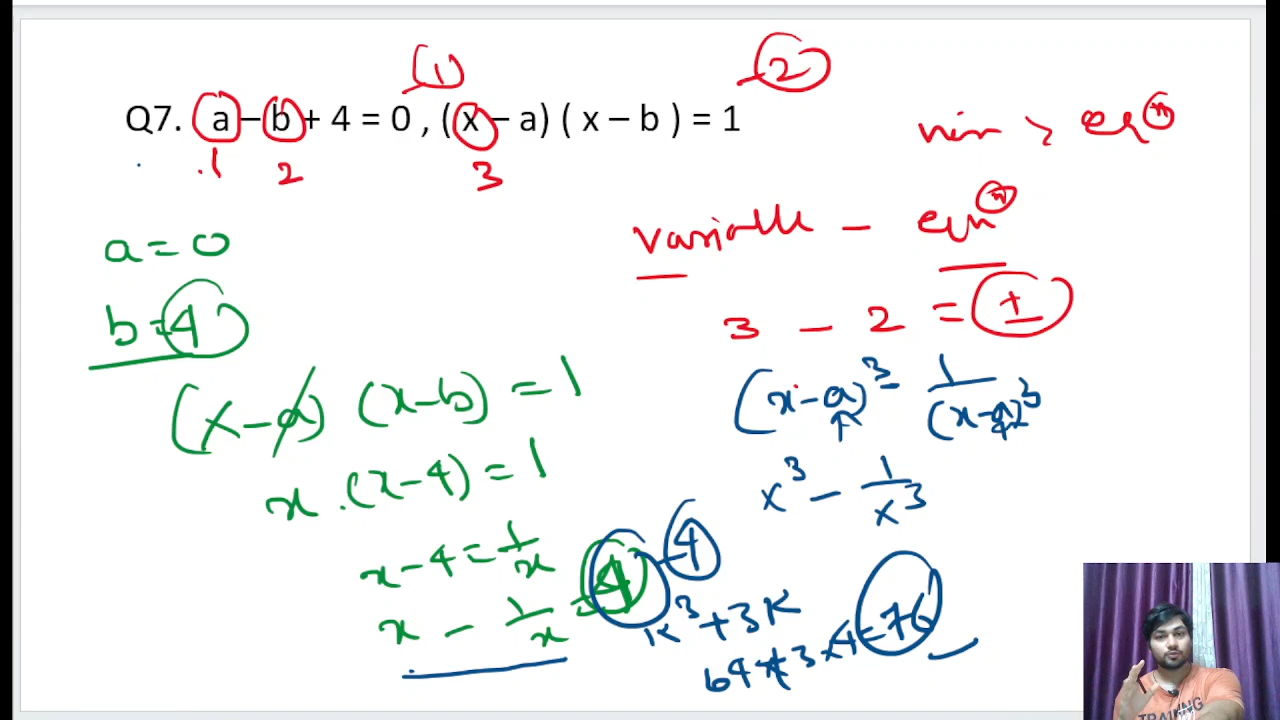 (1)
2
Q7. a – b + 4 = 0 , ( x – a) ( x – b ) = 1
1 2 3
variable – eqn
3 – 2 = 1
a = 0
b = 4
(x – a) (x – b) = 1
x . (x – 4) = 1
x – 4 = 1/x
x – 1/x = 4
(x – a)³ – 1/(x – a)³
x³ – 1/x³
4
k³ + 3k
64 + 3 × 4 = 76